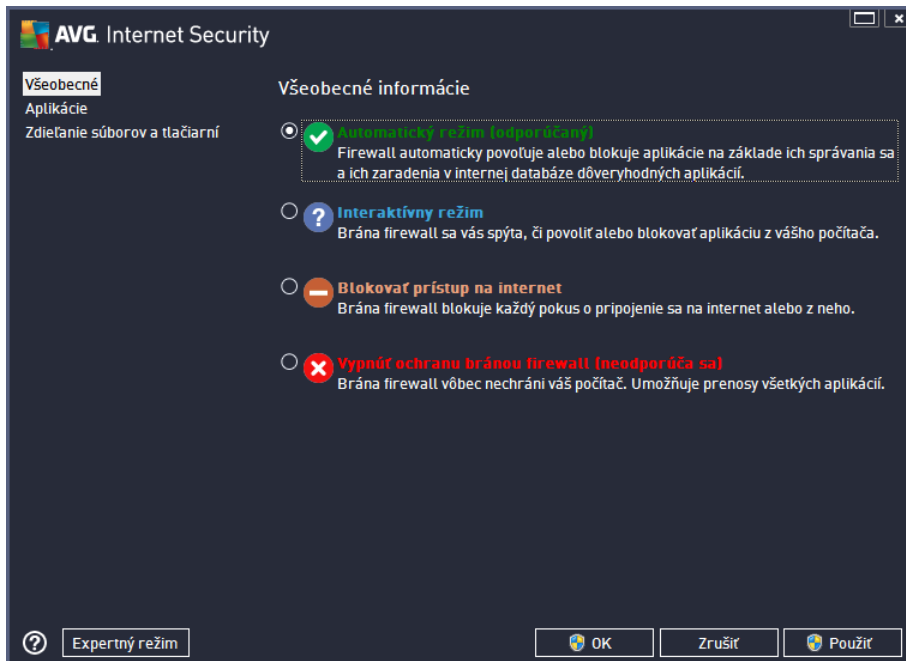 AVG. Internet Security
Všeobecné
Aplikácie
Zdieľanie súborov a tlačiarní
Všeobecné informácie
Automatický režim (odporúčaný)
Firewall automaticky povoľuje alebo blokuje aplikácie na základe ich správania sa
a ich zaradenia v internej databáze dôveryhodných aplikácií.
Interaktívny režim
Brána firewall sa vás spýta, či povoliť alebo blokovať aplikáciu z vášho počítača.
Blokovať prístup na internet
Brána firewall blokuje každý pokus o pripojenie sa na internet alebo z neho.
Vypnúť ochranu bránou firewall (neodporúča sa)
Brána firewall vôbec nechráni váš počítač. Umožňuje prenosy všetkých aplikácií.
Expertný režim
OK
Zrušiť
Použiť